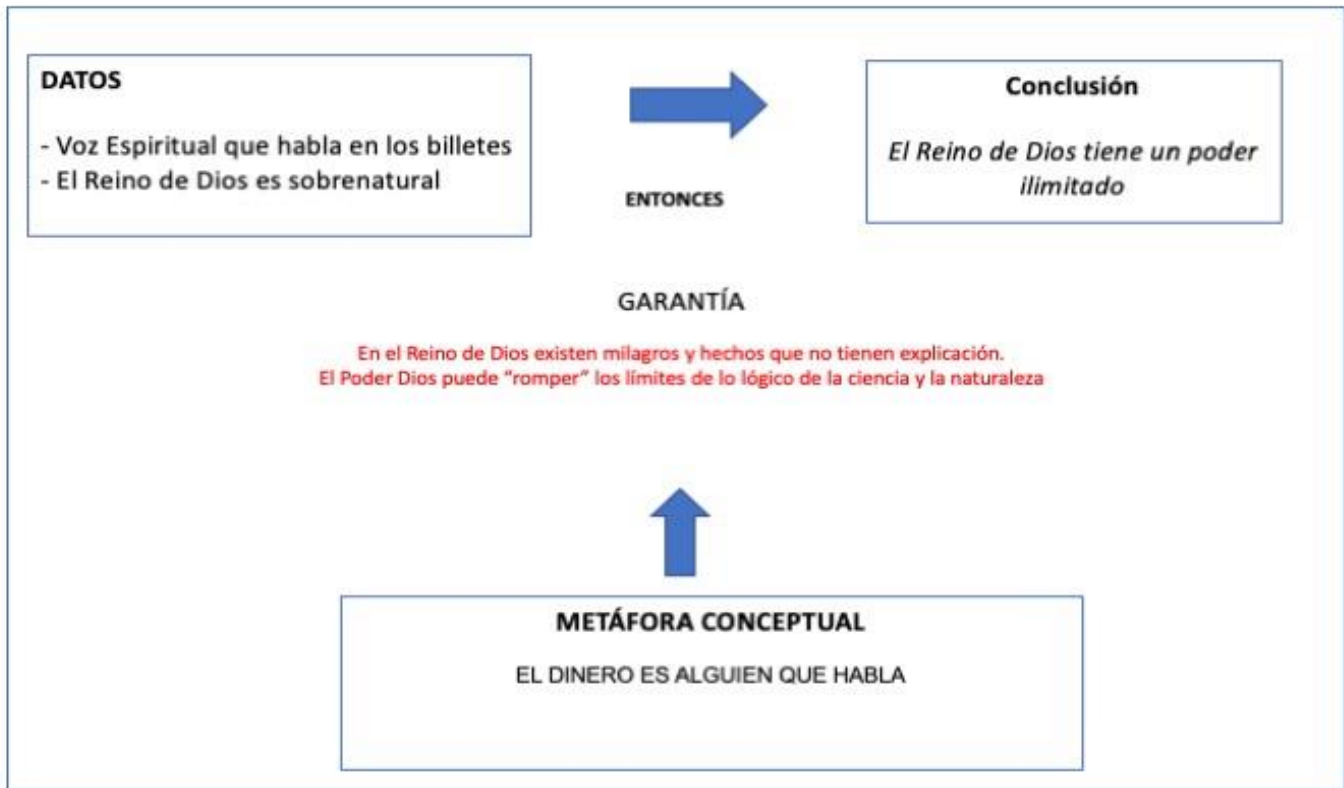 DATOS
- Voz Espiritual que habla en los billetes
- El Reino de Dios es sobrenatural
ENTONCES
Conclusión
El Reino de Dios tiene un poder
ilimitado
GARANTÍA
En el Reino de Dios existen milagros y hechos que no tienen explicación.
El Poder Dios puede “romper” los límites de lo lógico de la ciencia y la naturaleza
METÁFORA CONCEPTUAL
EL DINERO ES ALGUIEN QUE HABLA